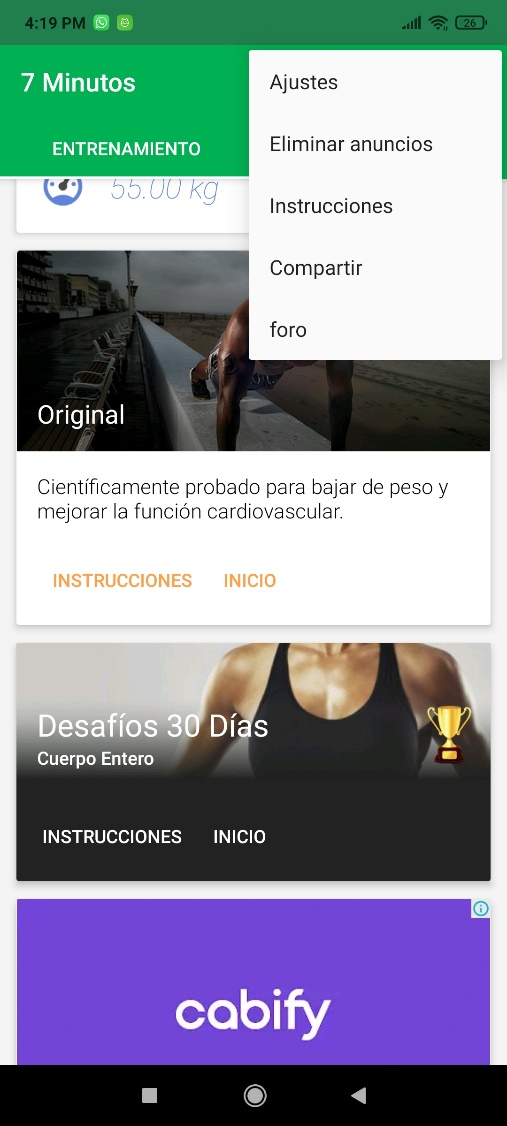 4:19 PM
26
7 Minutos
ENTRENAMIENTO
Ajustes
Eliminar anuncios
Instrucciones
Compartir
foro
55.00 kg
Original
Científicamente probado para bajar de peso y
mejorar la función cardiovascular.
INSTRUCCIONES INICIO
Desafíos 30 Días
Cuerpo Entero
INSTRUCCIONES INICIO
cabify